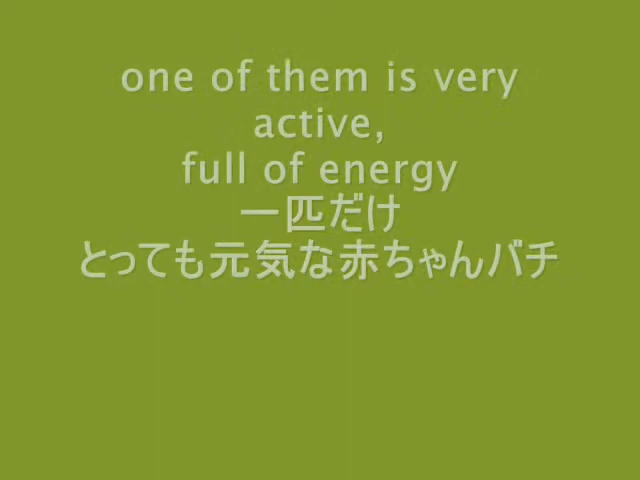 one of them is very
active,
full of energy
一匹だけ
とっても元気な赤ちゃんバチ